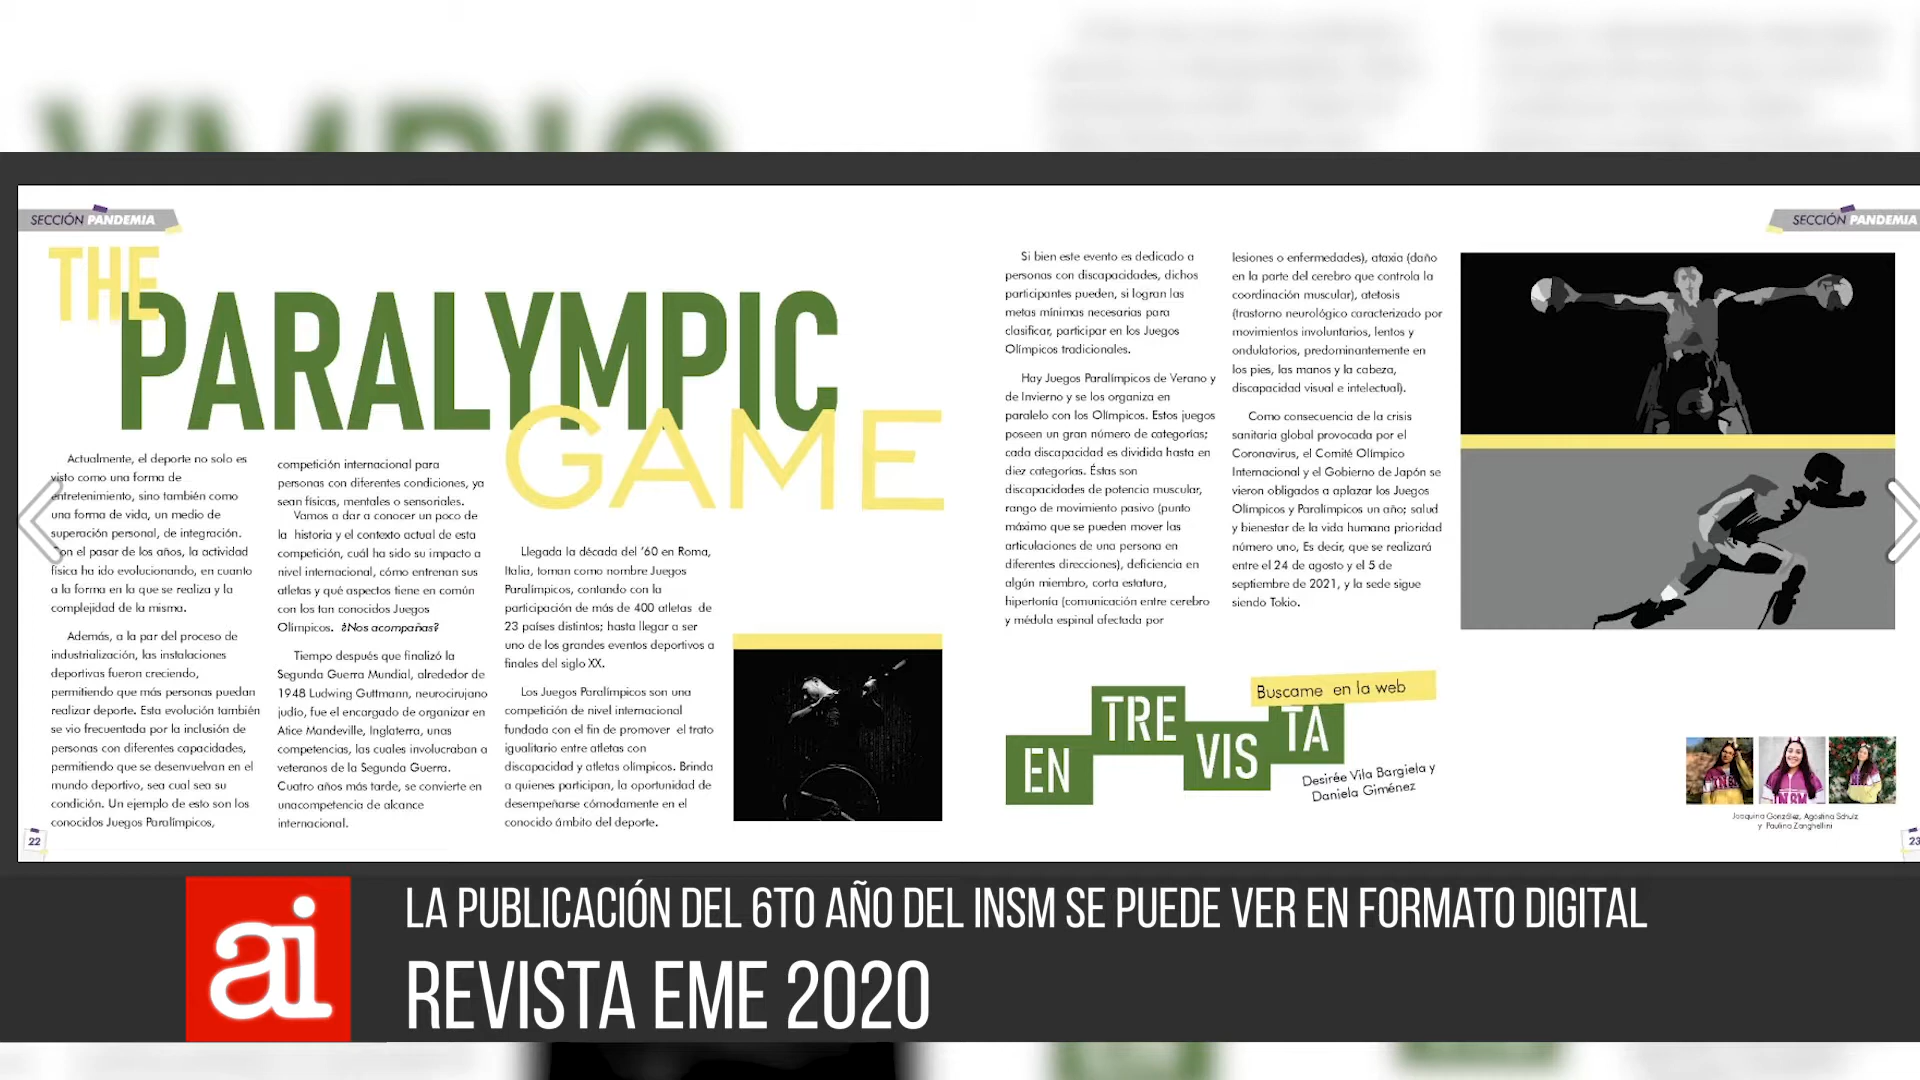 SECCIÓN PANDEMIA
THE
PARALYMPIC
GAME
Actualmente, el deporte no solo es
visto como una forma de
entretenimiento, sino también como
una forma de vida, un medio de
superación personal, de integración.
Con el pasar de los años, la actividad
física ha ido evolucionando, en cuanto
a la forma en la que se realiza y la
complejidad de la misma.
Además, a la par del proceso de
industrialización, las instalaciones
deportivas fueron creciendo,
permitiendo que más personas puedan
realizar deporte. Esta evolución también
se vio frecuentada por la inclusión de
personas con diferentes capacidades,
permitiendo que se desenvuelvan en el
mundo deportivo, sea cual sea su
condición. Un ejemplo de esto son los
conocidos Juegos Paralímpicos,
competición internacional para
personas con diferentes condiciones, ya
sean físicas, mentales o sensoriales.
Vamos a dar a conocer un poco de
la historia y el contexto actual de esta
competición, cuál ha sido su impacto a
nivel internacional, cómo entrenan sus
atletas y qué aspectos tiene en común
con los tan conocidos Juegos
Olímpicos. ¿Nos acompañas?
Tiempo después que finalizó la
Segunda Guerra Mundial, alrededor de
1948 Ludwing Guttmann, neurocirujano
judío, fue el encargado de organizar en
Atice Mandeville, Inglaterra, unas
competencias, las cuales involucraban a
veteranos de la Segunda Guerra.
Cuatro años más tarde, se convierte en
unacompetencia de alcance
internacional.
Llegada la década del '60 en Roma,
Italia, toman como nombre Juegos
Paralímpicos, contando con la
participación de más de 400 atletas de
23 países distintos; hasta llegar a ser
uno de los grandes eventos deportivos a
finales del siglo XX.
Los Juegos Paralímpicos son una
competición de nivel internacional
fundada con el fin de promover el trato
igualitario entre atletas con
discapacidad y atletas olímpicos. Brinda
a quienes participan, la oportunidad de
desempeñarse cómodamente en el
conocido ámbito del deporte.
22
SECCIÓN PANDEMIA
Si bien este evento es dedicado a
personas con discapacidades, dichos
participantes pueden, si logran las
metas mínimas necesarias para
clasificar, participar en los Juegos
Olímpicos tradicionales.
Hay Juegos Paralímpicos de Verano y
de Invierno y se los organiza en
paralelo con los Olímpicos. Estos juegos
poseen un gran número de categorías;
cada discapacidad es dividida hasta en
diez categorías. Éstas son
discapacidades de potencia muscular,
rango de movimiento pasivo (punto
máximo que se pueden mover las
articulaciones de una persona en
diferentes direcciones), deficiencia en
algún miembro, corta estatura,
hipertonía (comunicación entre cerebro
y médula espinal afectada por
lesiones o enfermedades), ataxia (daño
en la parte del cerebro que controla la
coordinación muscular), atetosis
(trastorno neurológico caracterizado por
movimientos involuntarios, lentos y
ondulatorios, predominantemente en
los pies, las manos y la cabeza,
discapacidad visual e intelectual).
Como consecuencia de la crisis
sanitaria global provocada por el
Coronavirus, el Comité Olímpico
Internacional y el Gobierno de Japón se
vieron obligados a aplazar los Juegos
Olímpicos y Paralímpicos un año; salud
y bienestar de la vida humana prioridad
número uno, Es decir, que se realizará
entre el 24 de agosto y el 5 de
septiembre de 2021, y la sede sigue
siendo Tokio.
EN TRE VIS TA
Buscame en la web
Desirée Vila Bargiela y
Daniela Giménez
Joaquina González, Agostina Schulz
y Paulina Zanghellini
23
ai
LA PUBLICACIÓN DEL 6TO AÑO DEL INSM SE PUEDE VER EN FORMATO DIGITAL
REVISTA EME 2020